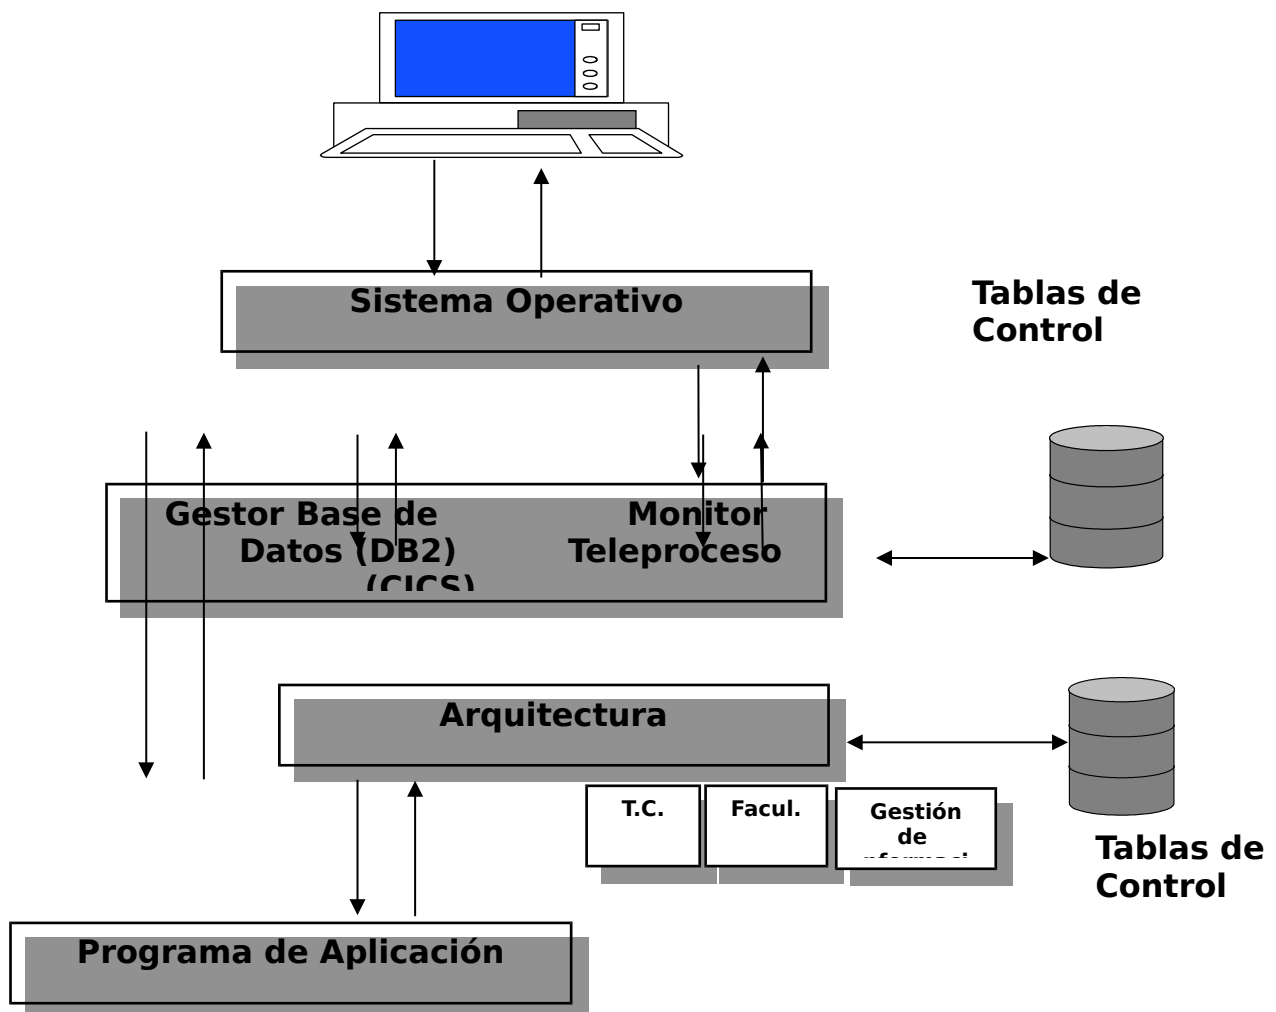 Sistema Operativo
Tablas de
Control
Gestor Base de Monitor
Datos (DB2) Teleproceso
(CICS)
Arquitectura
T.C.
Facul.
Gestión
de
Tablas de
Control
Programa de Aplicación